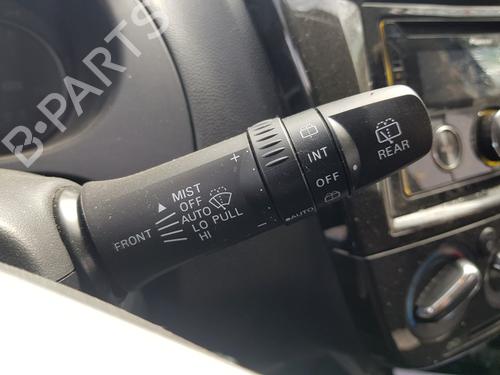 B-PARTS
MIST
OFF
FRONT AUTO PULL
LO
HI
+
-
INT
OFF
AUTO
REAR